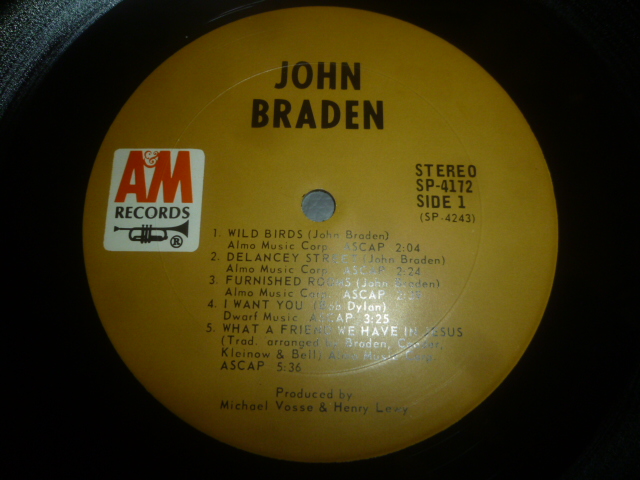 JOHN
BRADEN
A&M
RECORDS
®
STEREO
SP-4172
SIDE 1
(SP-4243)
1. WILD BIRDS (John Braden)
Almo Music Corp. ASCAP 2:04
2. DELANCEY STREET (John Braden)
Almo Music Corp. ASCAP 2:24
3. FURNISHED ROOMS (John Braden)
Almo Music Corp. ASCAP
4. I WANT YOU (Bob Dylan)
Dwarf Music ASCAP 3:25
5. WHAT A FRIEND WE HAVE IN JESUS
(Trad. arranged by Braden,
Kleinow & Bell) Almo Music Corp.
ASCAP 5:36
Produced by
Michael Vosse & Henry Lewy